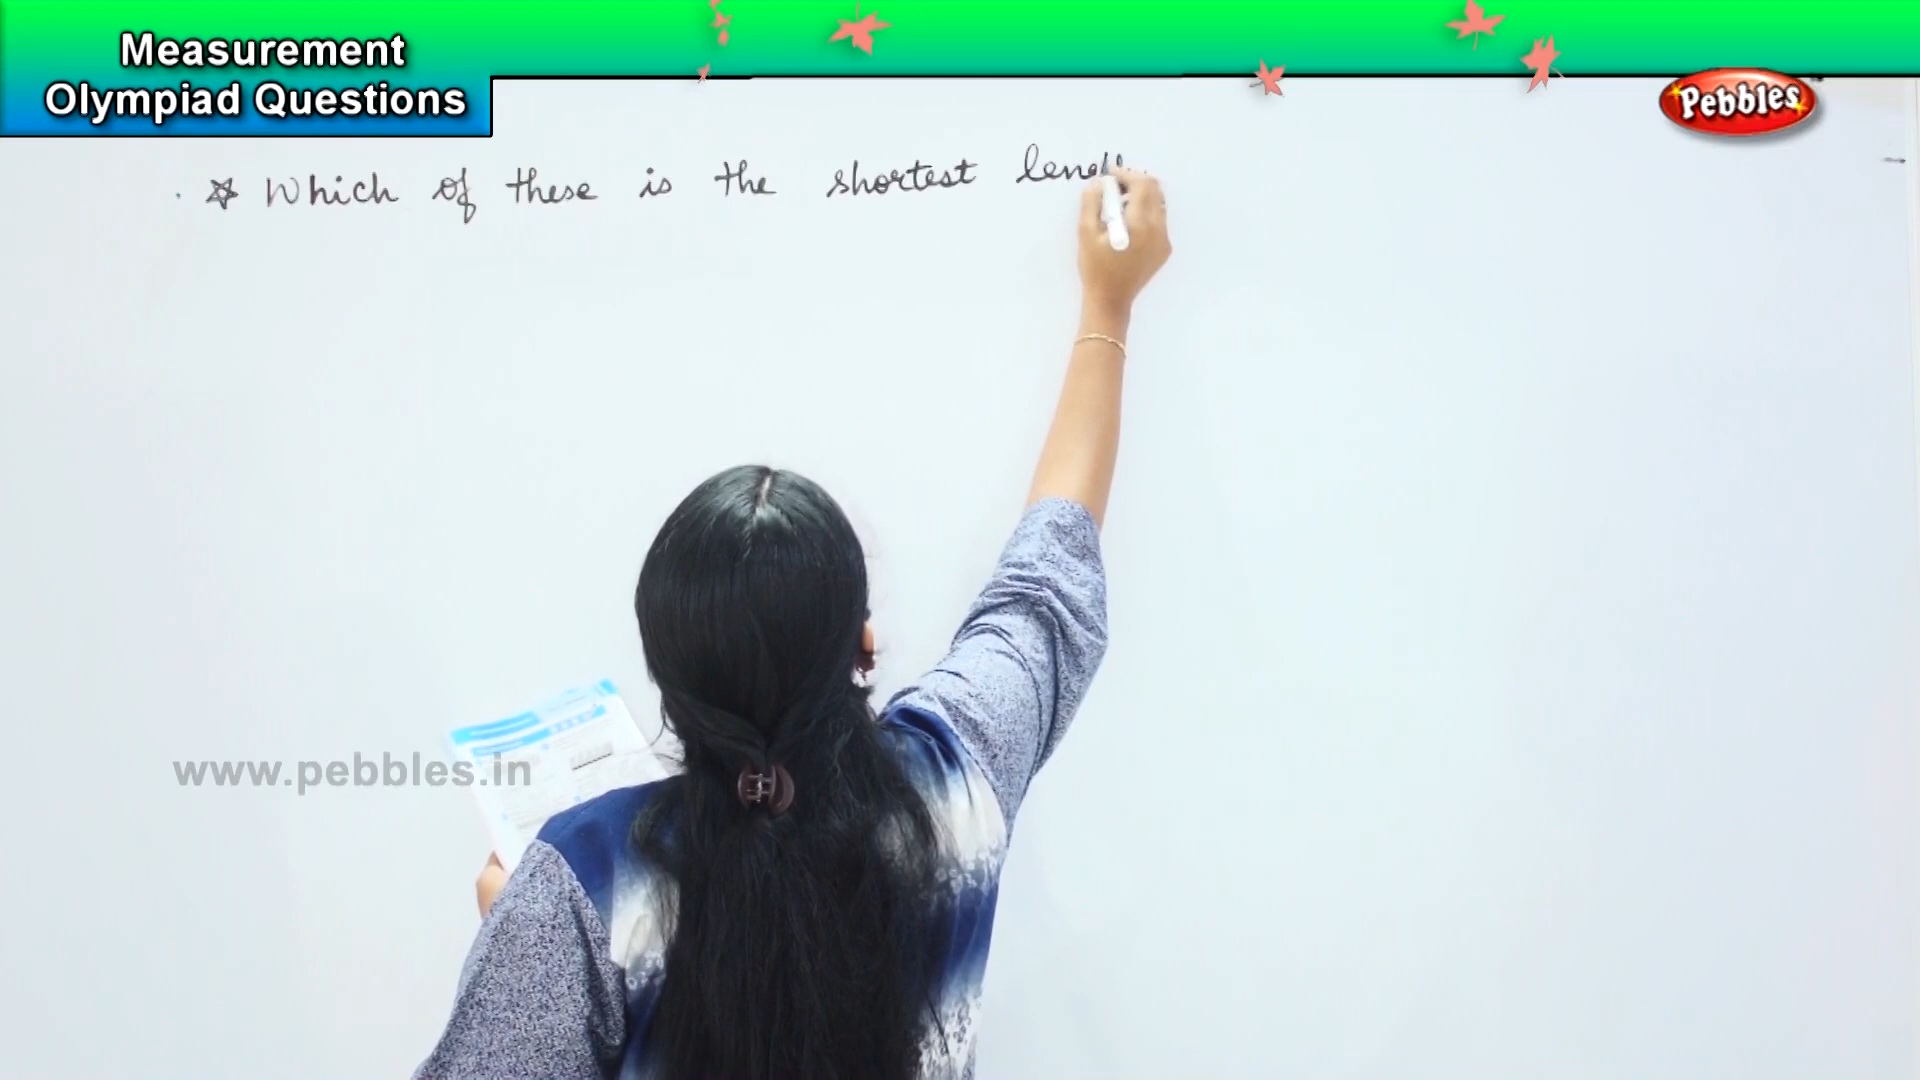 Measurement
Olympiad Questions
Pebbles
☆ Which of these is the shortest
www.pebbles.in